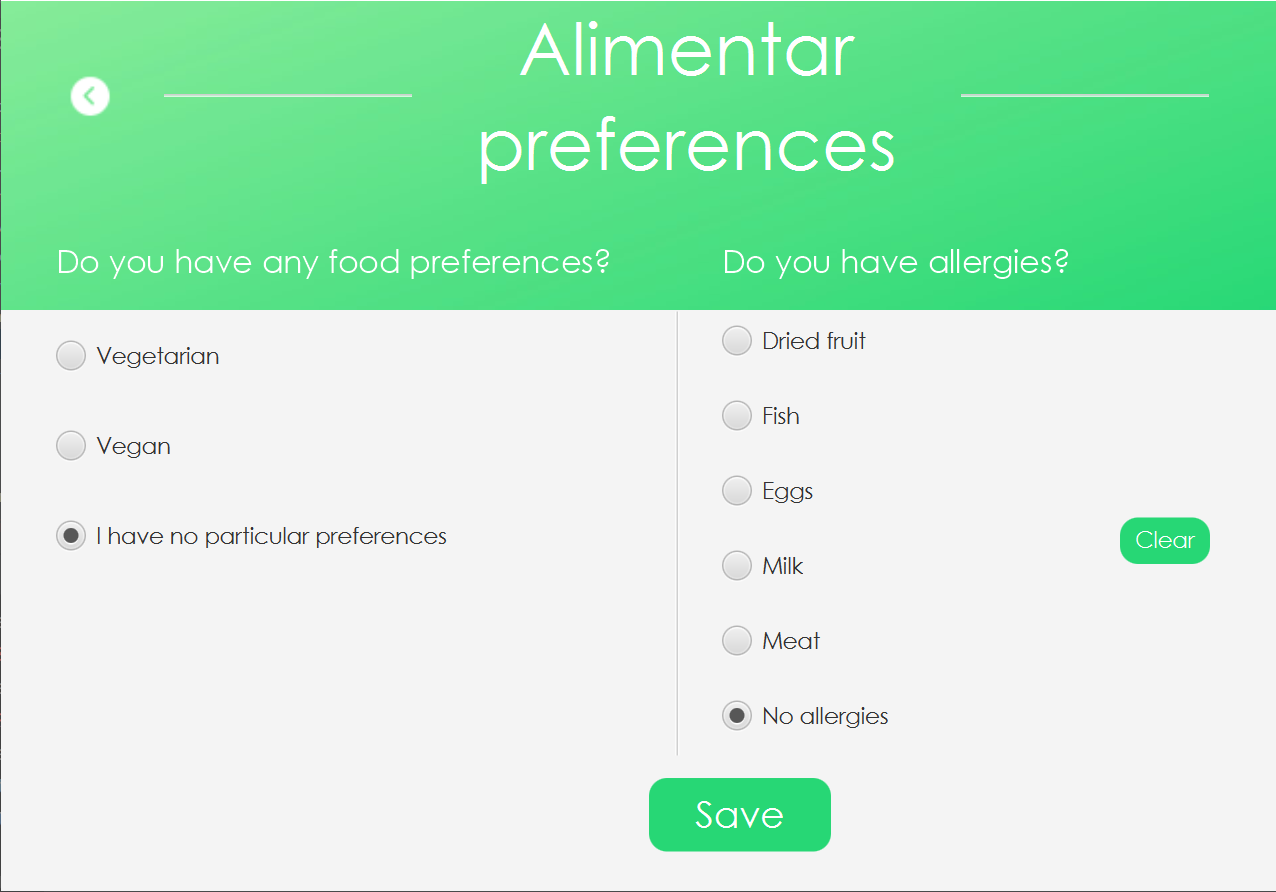 Alimentar
preferences
Do you have any food preferences?
Vegetarian
Vegan
I have no particular preferences
Do you have allergies?
Dried fruit
Fish
Eggs
Milk
Meat
No allergies
Clear
Save